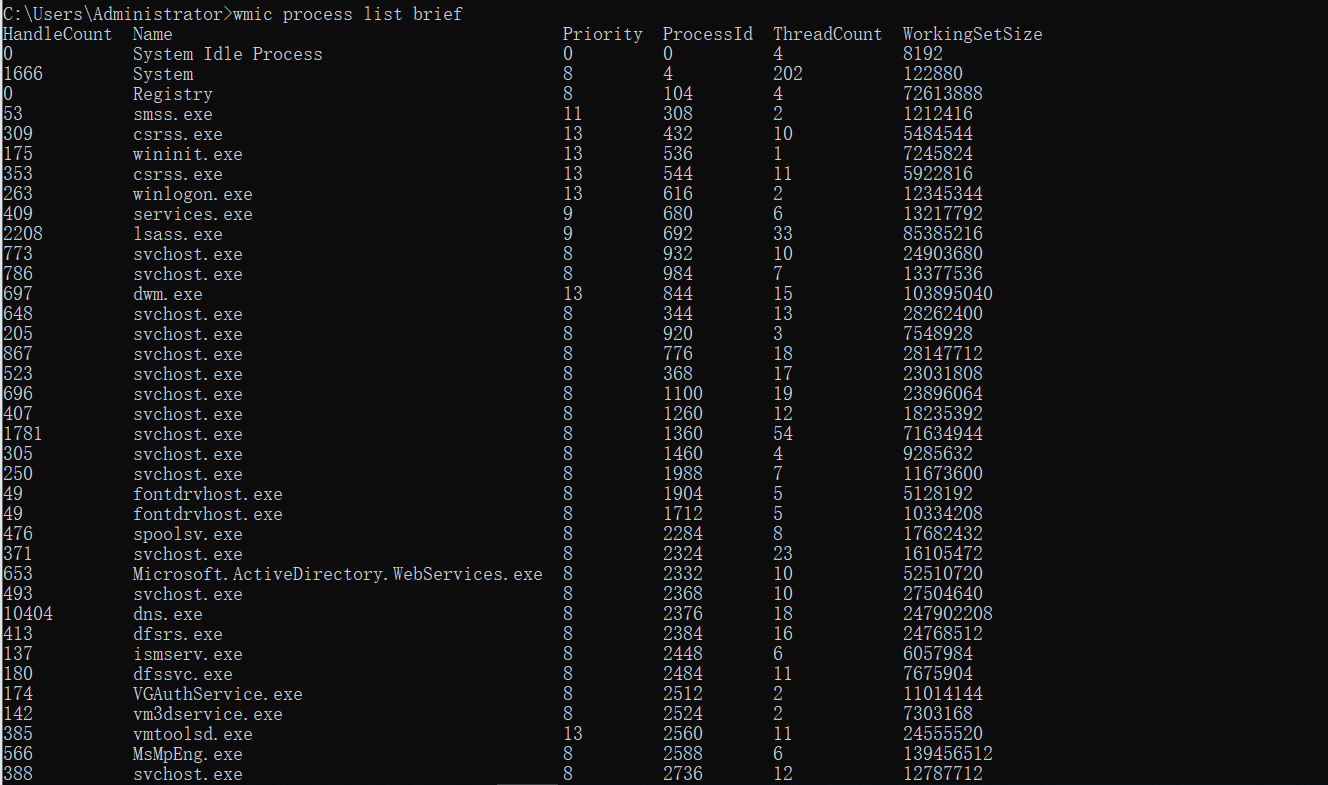 C:\Users\Administrator>wmic process list brief
HandleCount  Name                                       Priority  ProcessId  ThreadCount  WorkingSetSize
0            System Idle Process                        0         0          4            8192
1666         System                                     8         4          202          122880
0            Registry                                   8         104        4            72613888
53           smss.exe                                   11        308        2            1212416
309          csrss.exe                                  13        432        10           5484544
175          wininit.exe                                13        536        1            7245824
353          csrss.exe                                  13        544        11           5922816
263          winlogon.exe                               13        616        2            12345344
409          services.exe                               9         680        6            13217792
2208         lsass.exe                                  9         692        33           85385216
773          svchost.exe                                8         932        10           24903680
786          svchost.exe                                8         984        7            13377536
697          dwm.exe                                    13        844        15           103895040
648          svchost.exe                                8         344        13           28262400
205          svchost.exe                                8         920        3            7548928
867          svchost.exe                                8         776        18           28147712
523          svchost.exe                                8         368        17           23031808
696          svchost.exe                                8         1100       19           23896064
407          svchost.exe                                8         1260       12           18235392
1781         svchost.exe                                8         1360       54           71634944
305          svchost.exe                                8         1460       4            9285632
250          svchost.exe                                8         1988       7            11673600
49           fontdrvhost.exe                            8         1904       5            5128192
49           fontdrvhost.exe                            8         1712       5            10334208
476          spoolsv.exe                                8         2284       8            17682432
371          svchost.exe                                8         2324       23           16105472
653          Microsoft.ActiveDirectory.WebServices.exe  8         2332       10           52510720
493          svchost.exe                                8         2368       10           27504640
10404        dns.exe                                    8         2376       18           247902208
413          dfsrs.exe                                  8         2384       16           24768512
137          ismserv.exe                                8         2448       6            6057984
180          dfssvc.exe                                 8         2484       11           7675904
174          VGAuthService.exe                          8         2512       2            11014144
142          vm3dservice.exe                            8         2524       2            7303168
385          vmtoolsd.exe                               13        2560       11           24555520
566          MsMpEng.exe                                8         2588       6            139456512
388          svchost.exe                                8         2736       12           12787712